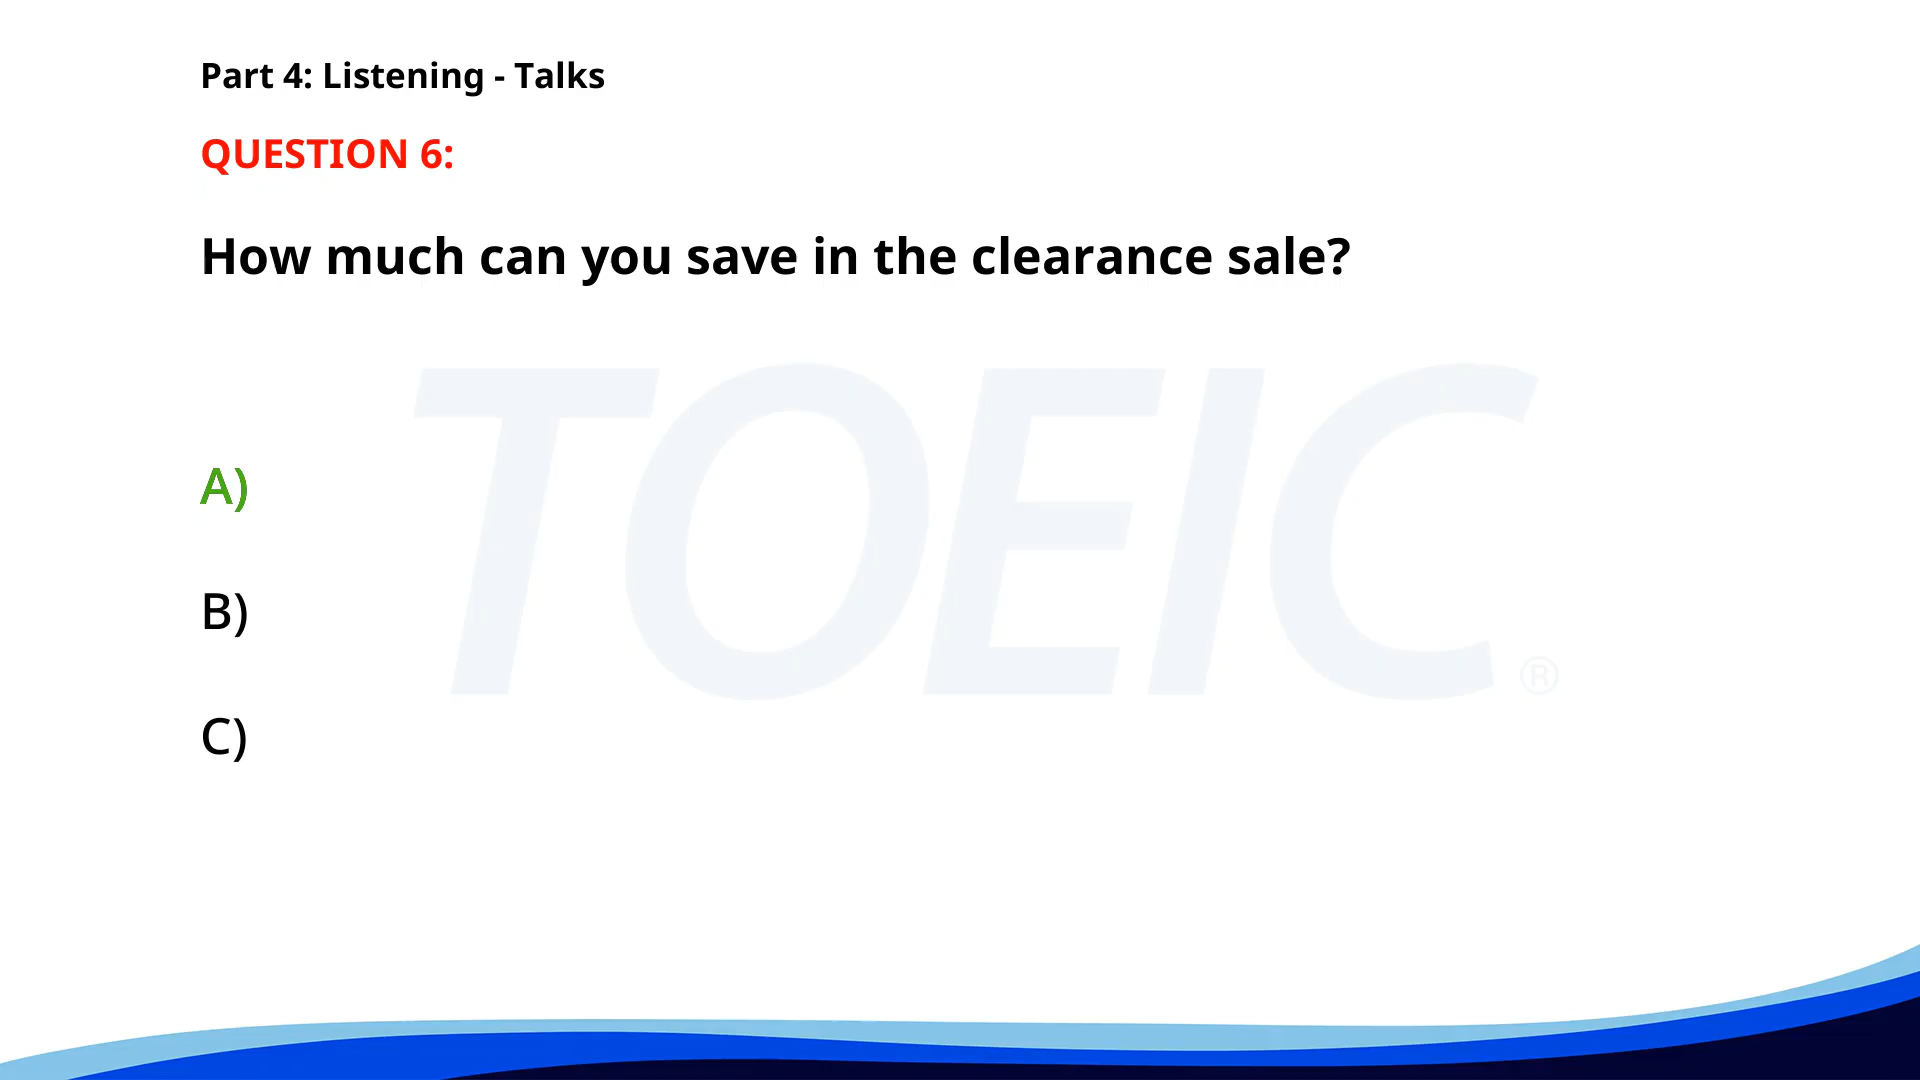 Part 4: Listening - Talks
QUESTION 6:
How much can you save in the clearance sale?
TOEIC®
A)
B)
C)